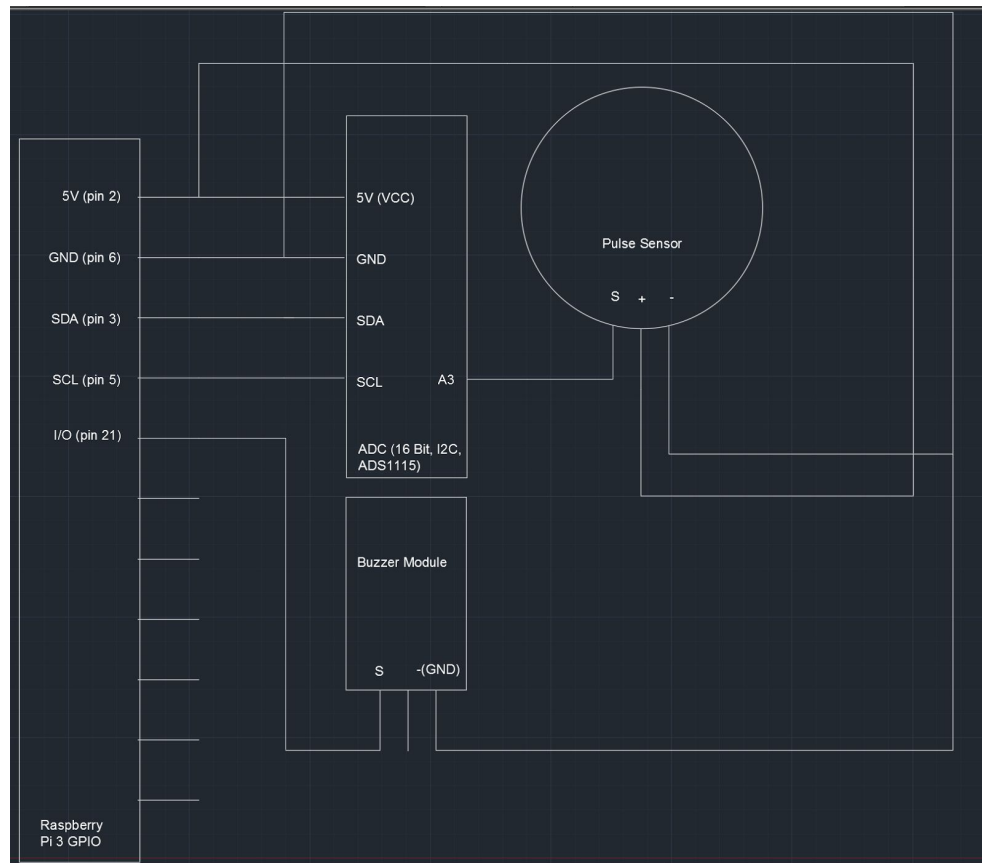 5V (pin 2)
GND (pin 6)
SDA (pin 3)
SCL (pin 5)
I/O (pin 21)
Raspberry
Pi 3 GPIO
5V (VCC)
GND
SDA
SCL
A3
ADC (16 Bit, I2C,
ADS1115)
Buzzer Module
S -(GND)
Pulse Sensor
S + -